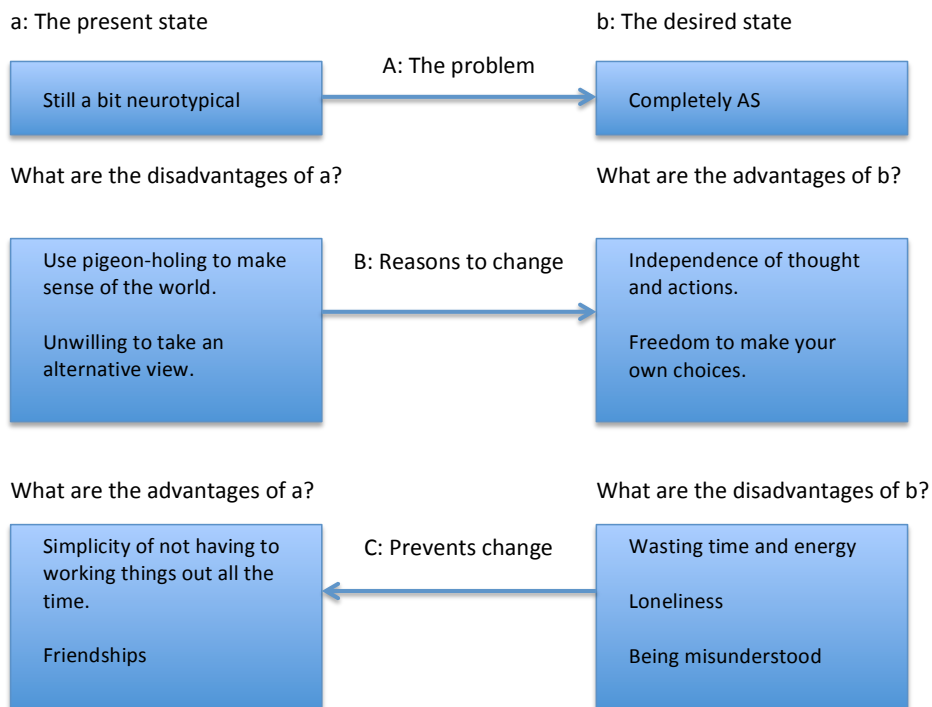 a: The present state
b: The desired state
A: The problem
Still a bit neurotypical
Completely AS
What are the disadvantages of a?
What are the advantages of b?
Use pigeon-holing to make
sense of the world.
Unwilling to take an
alternative view.
B: Reasons to change
Independence of thought
and actions.
Freedom to make your
own choices.
What are the advantages of a?
What are the disadvantages of b?
Simplicity of not having to
working things out all the
time.
Friendships
C: Prevents change
Wasting time and energy
Loneliness
Being misunderstood